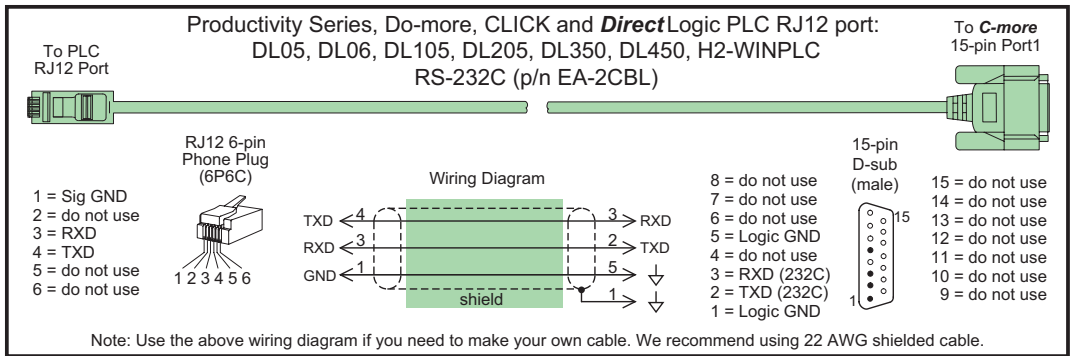 Productivity Series, Do-more, CLICK and DirectLogic PLC RJ12 port:
DL05, DL06, DL105, DL205, DL350, DL450, H2-WINPLC
RS-232C (p/n EA-2CBL)
To PLC
RJ12 Port
To C-more
15-pin Port1
RJ12 6-pin
Phone Plug
(6P6C)
1 = Sig GND
2 = do not use
3 = RXD
4 = TXD
5 = do not use
6 = do not use
1 2 3 4 5 6
Wiring Diagram
TXD 4 3 RXD
RXD 3 2 TXD
GND 1 5
shield 1
8 = do not use
7 = do not use
6 = do not use
5 = Logic GND
4 = do not use
3 = RXD (232C)
2 = TXD (232C)
1 = Logic GND
15-pin
D-sub
(male)
15
1
15 = do not use
14 = do not use
13 = do not use
12 = do not use
11 = do not use
10 = do not use
9 = do not use
Note: Use the above wiring diagram if you need to make your own cable. We recommend using 22 AWG shielded cable.